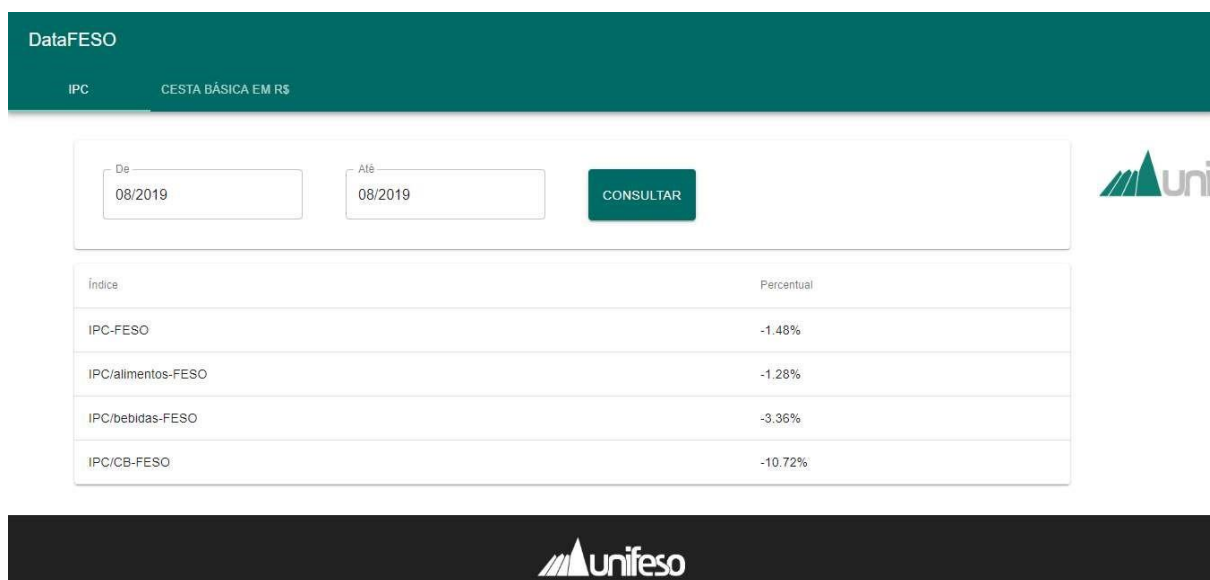 DataFESO
IPC CESTA BÁSICA EM R$
De Até
08/2019 08/2019 CONSULTAR
uni
Índice Percentual
IPC-FESO -1.48%
IPC/alimentos-FESO -1.28%
IPC/bebidas-FESO -3.36%
IPC/CB-FESO -10.72%
unifeso